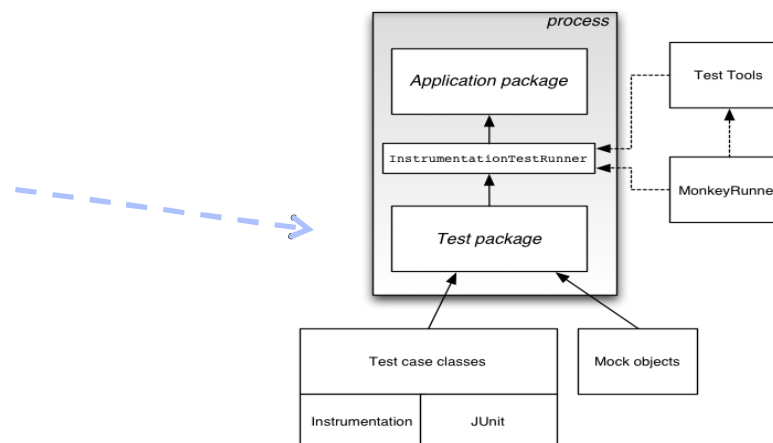 process
Application package
Test Tools
InstrumentationTestRunner
MonkeyRunne
Test package
Test case classes
Mock objects
Instrumentation
JUnit